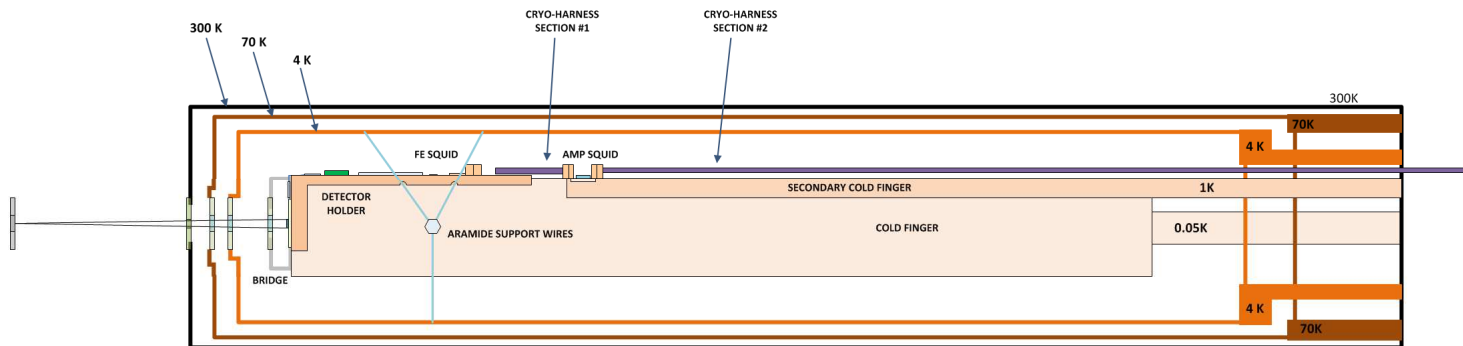 CRYO-HARNESS
SECTION #1
CRYO-HARNESS
SECTION #2
300 K
70 K
4 K
300K
70K
4 K
FE SQUID
AMP SQUID
SECONDARY COLD FINGER
1K
DETECTOR
HOLDER
ARAMIDE SUPPORT WIRES
COLD FINGER
0.05K
BRIDGE
4 K
70K